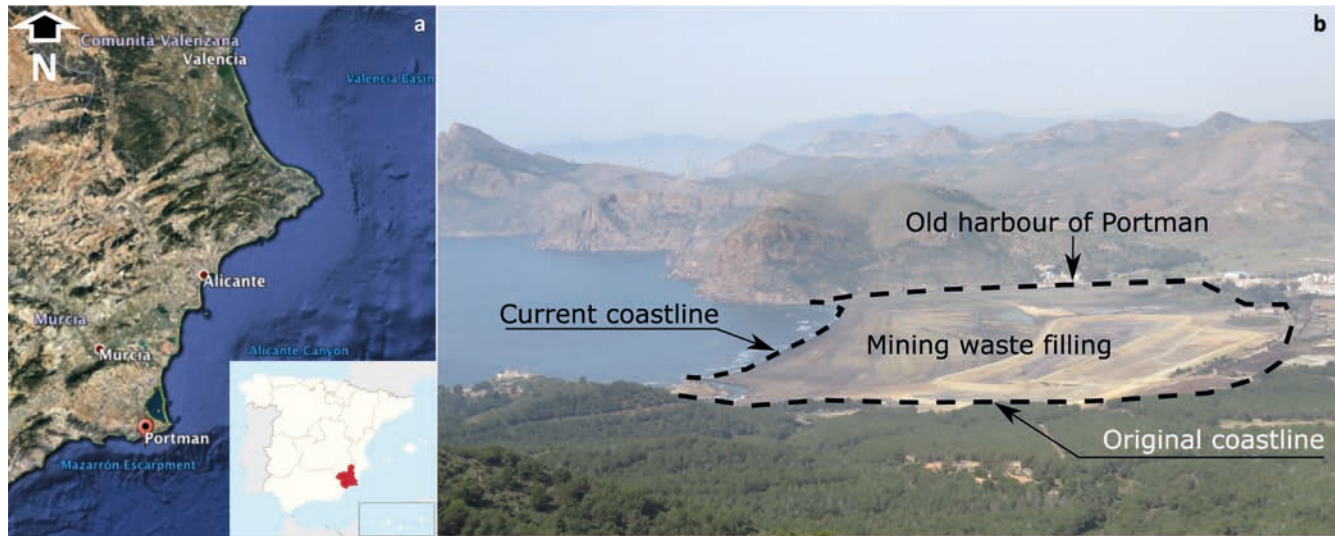 a
N
Comunità Valenzana
Valencia
Valencia Basin
Alicante
Murcia
Murcia
Alicante Canyon
Portman
Mazarrón Escarpment
b
Old harbour of Portman
Current coastline
Mining waste filling
Original coastline